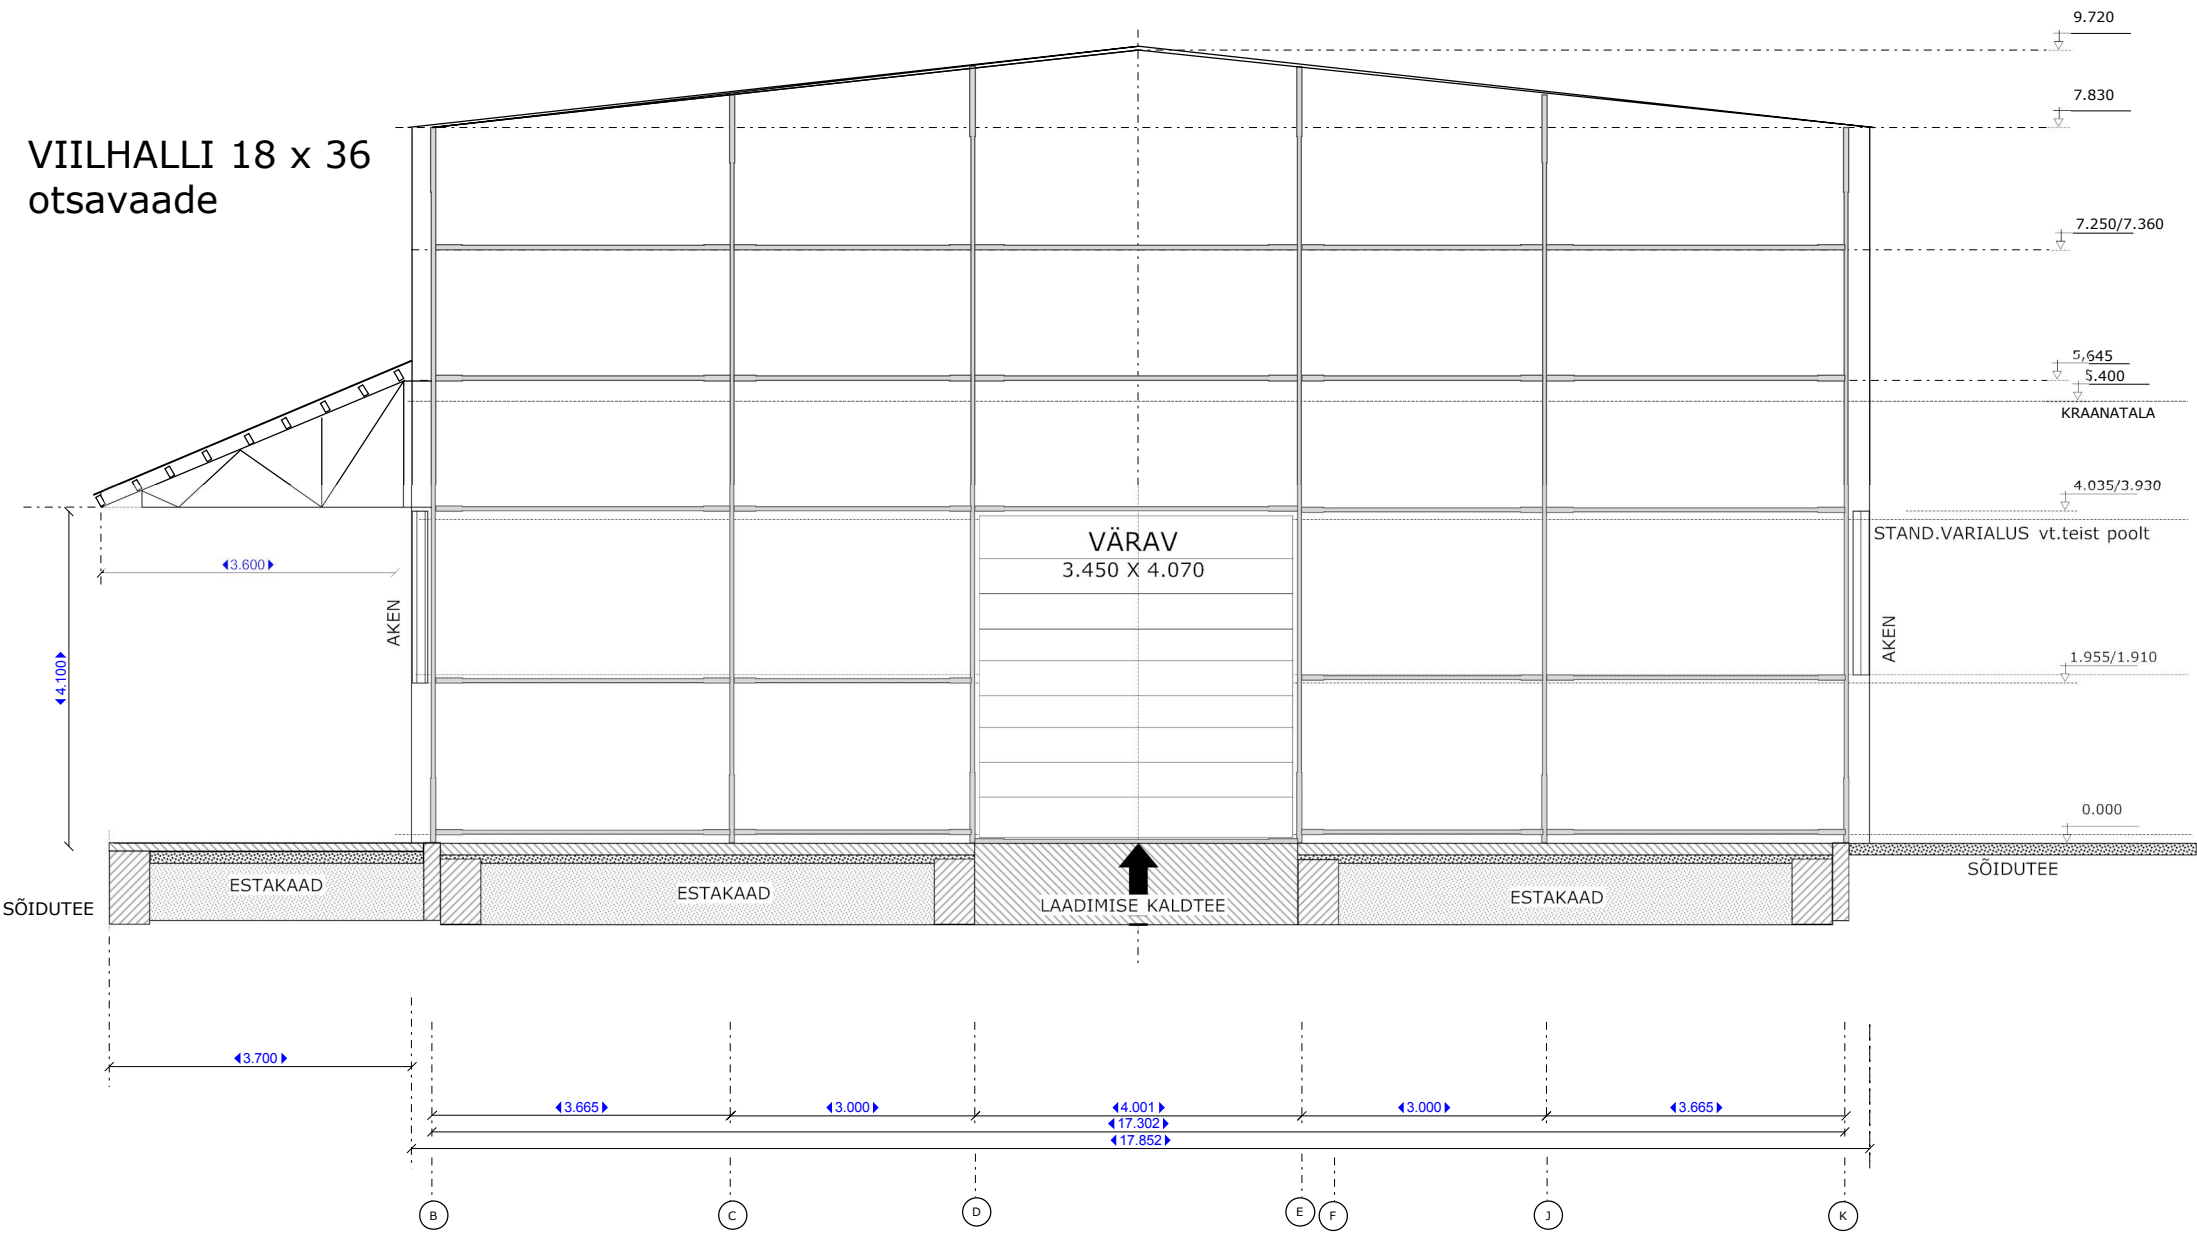 9.720
7.830
VIILHALLI 18 x 36
otsavaade
7.250/7.360
5,645
5.400
KRAANATALA
4.035/3.930
STAND.VARIALUS vt.teist poolt
VÄRAV
3.450 X 4.070
3.600
AKEN
AKEN
4.100
1.955/1.910
0.000
SÕIDUTEE
ESTAKAAD
ESTAKAAD
LAADIMISE KALDTEE
ESTAKAAD
SÕIDUTEE
3.700
3.665
3.000
4.001
3.000
3.665
17.302
17.852
B
C
D
E
F
J
K